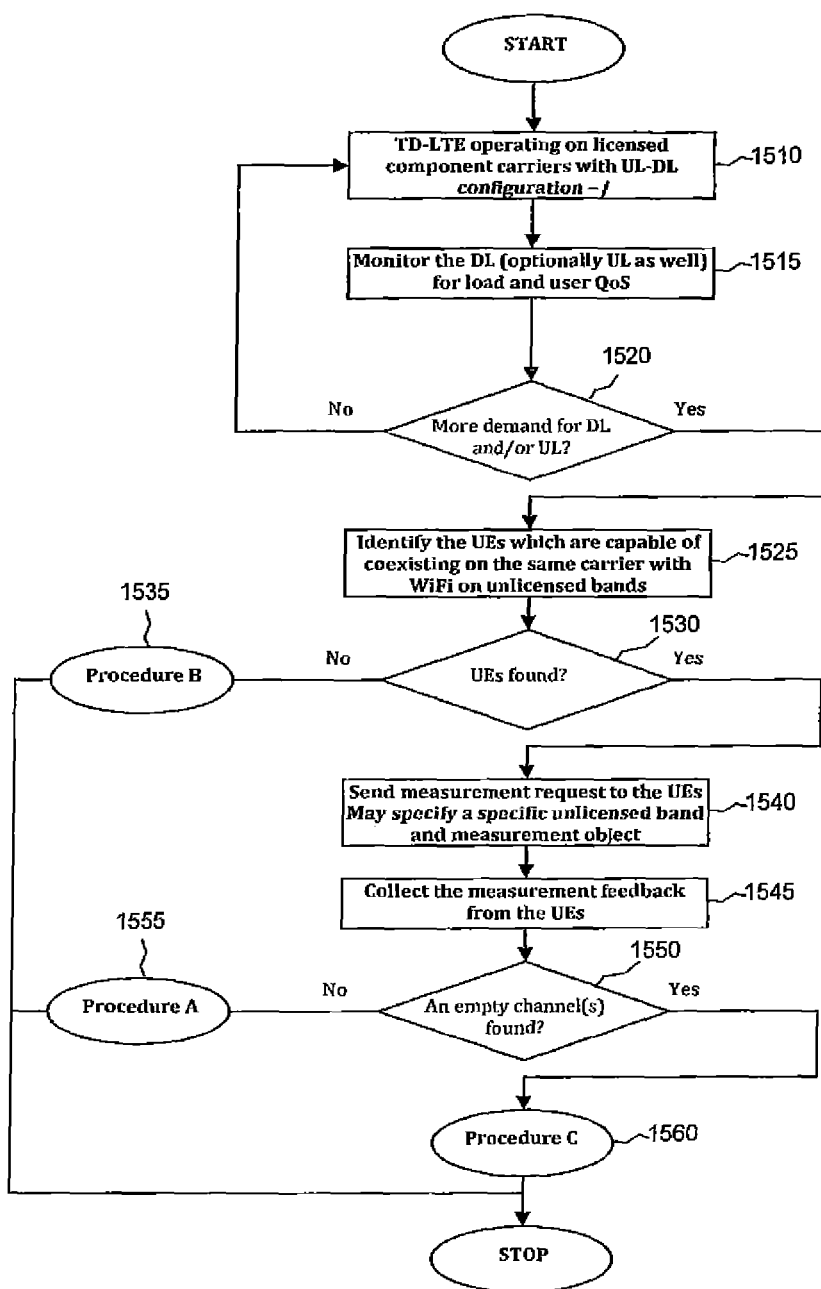 START
TD-LTE operating on licensed
component carriers with UL-DL
configuration – j
1510
Monitor the DL (optionally UL as well)
for load and user QoS
1515
1520
No
Yes
More demand for DL
and/or UL?
Identify the UEs which are capable of
coexisting on the same carrier with
WiFi on unlicensed bands
1525
1535
1530
Procedure B
No
Yes
UEs found?
Send measurement request to the UEs
May specify a specific unlicensed band
and measurement object
1540
Collect the measurement feedback
from the UEs
1545
1555
1550
Procedure A
No
Yes
An empty channel(s)
found?
Procedure C
1560
STOP